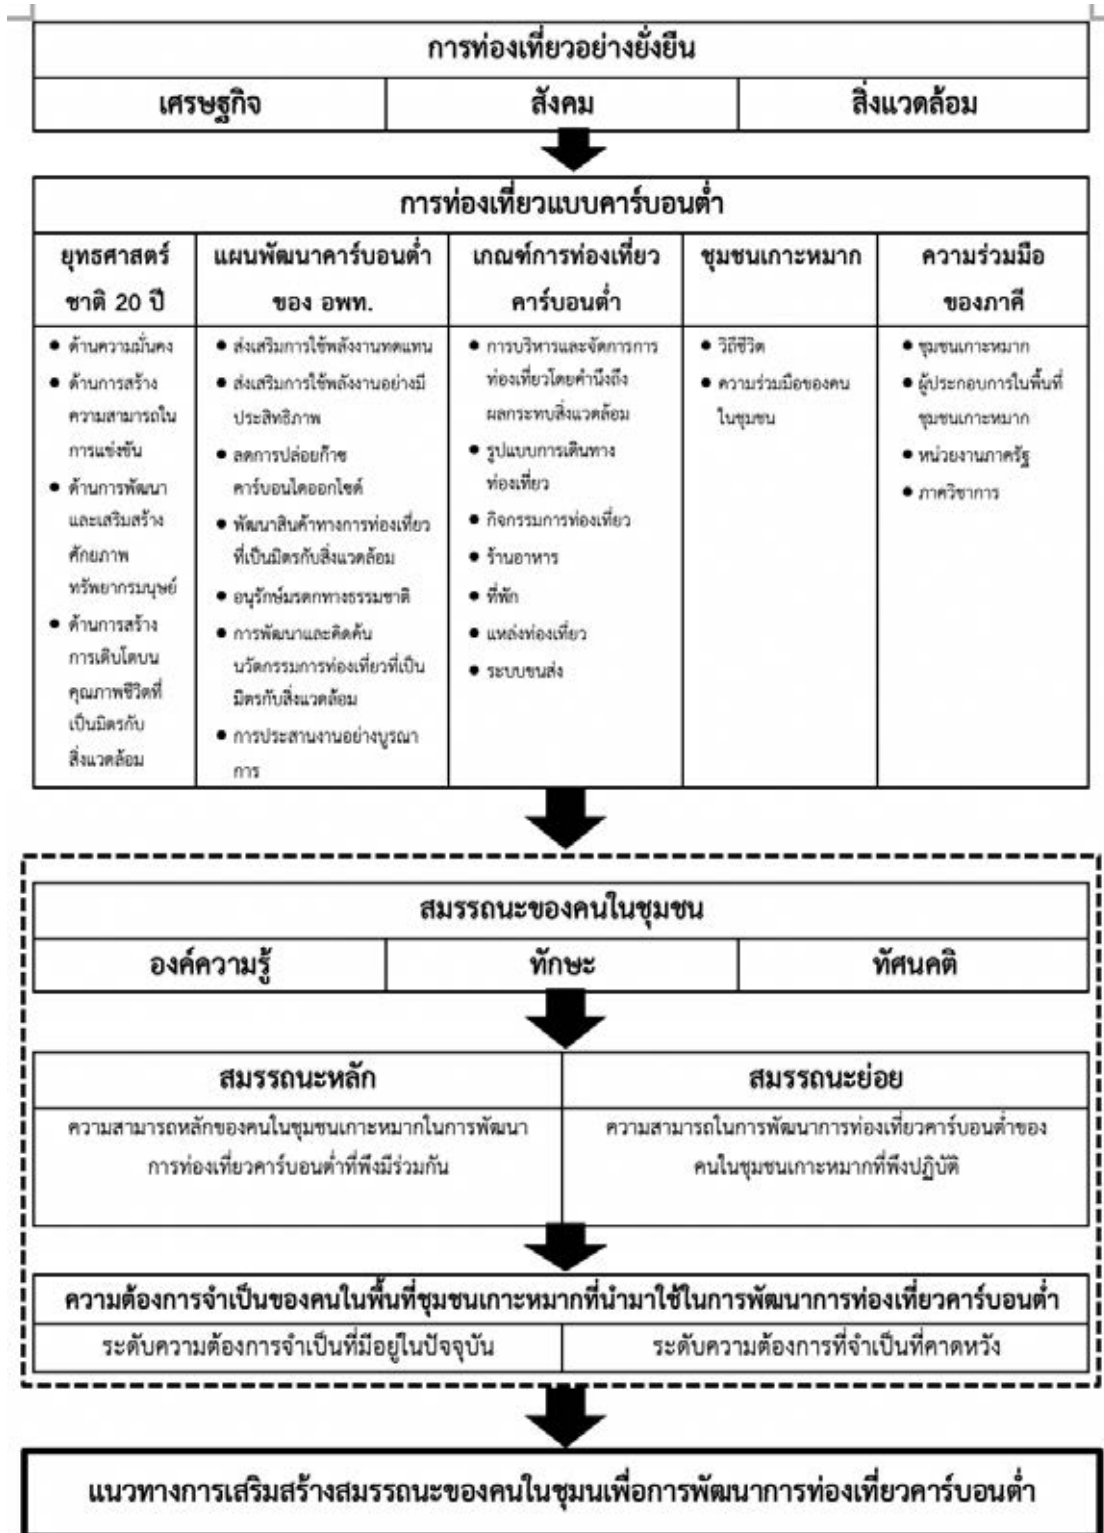 การท่องเที่ยวอย่างยั่งยืน
เศรษฐกิจ
สังคม
สิ่งแวดล้อม
การท่องเที่ยวแบบคาร์บอนต่ำ
ยุทธศาสตร์
ชาติ 20 ปี
● ด้านความมั่นคง
● ด้านการสร้าง
ความสามารถใน
การแข่งขัน
● ด้านการพัฒนา
และเสริมสร้าง
ศักยภาพ
ทรัพยากรมนุษย์
● ด้านการสร้าง
การเติบโตบน
คุณภาพชีวิตที่
เป็นมิตรกับ
สิ่งแวดล้อม
แผนพัฒนาคาร์บอนต่ำ
ของ อพท.
● ส่งเสริมการใช้พลังงานทดแทน
● ส่งเสริมการใช้พลังงานอย่างมี
ประสิทธิภาพ
● ลดการปล่อยก๊าซ
คาร์บอนไดออกไซด์
● พัฒนาสินค้าทางการท่องเที่ยว
ที่เป็นมิตรกับสิ่งแวดล้อม
● อนุรักษ์มรดกทางธรรมชาติ
● การพัฒนาและคิดค้น
นวัตกรรมการท่องเที่ยวที่เป็น
มิตรกับสิ่งแวดล้อม
● การประสานงานอย่างบูรณา
การ
เกณฑ์การท่องเที่ยว
คาร์บอนต่ำ
● การบริหารและจัดการการ
ท่องเที่ยวโดยคำนึงถึง
ผลกระทบสิ่งแวดล้อม
● รูปแบบการเดินทาง
ท่องเที่ยว
● กิจกรรมการท่องเที่ยว
● ร้านอาหาร
● ที่พัก
● แหล่งท่องเที่ยว
● ระบบขนส่ง
ชุมชนเกาะหมาก
● วิถีชีวิต
● ความร่วมมือของคน
ในชุมชน
ความร่วมมือ
ของภาคี
● ชุมชนเกาะหมาก
● ผู้ประกอบการในพื้นที่
ชุมชนเกาะหมาก
● หน่วยงานภาครัฐ
● ภาควิชาการ
สมรรถนะของคนในชุมชน
องค์ความรู้
ทักษะ
ทัศนคติ
สมรรถนะหลัก
ความสามารถหลักของคนในชุมชนเกาะหมากในการพัฒนา
การท่องเที่ยวคาร์บอนต่ำที่พึงมีร่วมกัน
สมรรถนะย่อย
ความสามารถในการพัฒนาการท่องเที่ยวคาร์บอนต่ำของ
คนในชุมชนเกาะหมากที่พึงปฏิบัติ
ความต้องการจำเป็นของคนในพื้นที่ชุมชนเกาะหมากที่นำมาใช้ในการพัฒนาการท่องเที่ยวคาร์บอนต่ำ
ระดับความต้องการจำเป็นที่มีอยู่ในปัจจุบัน
ระดับความต้องการที่จำเป็นที่คาดหวัง
แนวทางการเสริมสร้างสมรรถนะของคนในชุมนเพื่อการพัฒนาการท่องเที่ยวคาร์บอนต่ำ